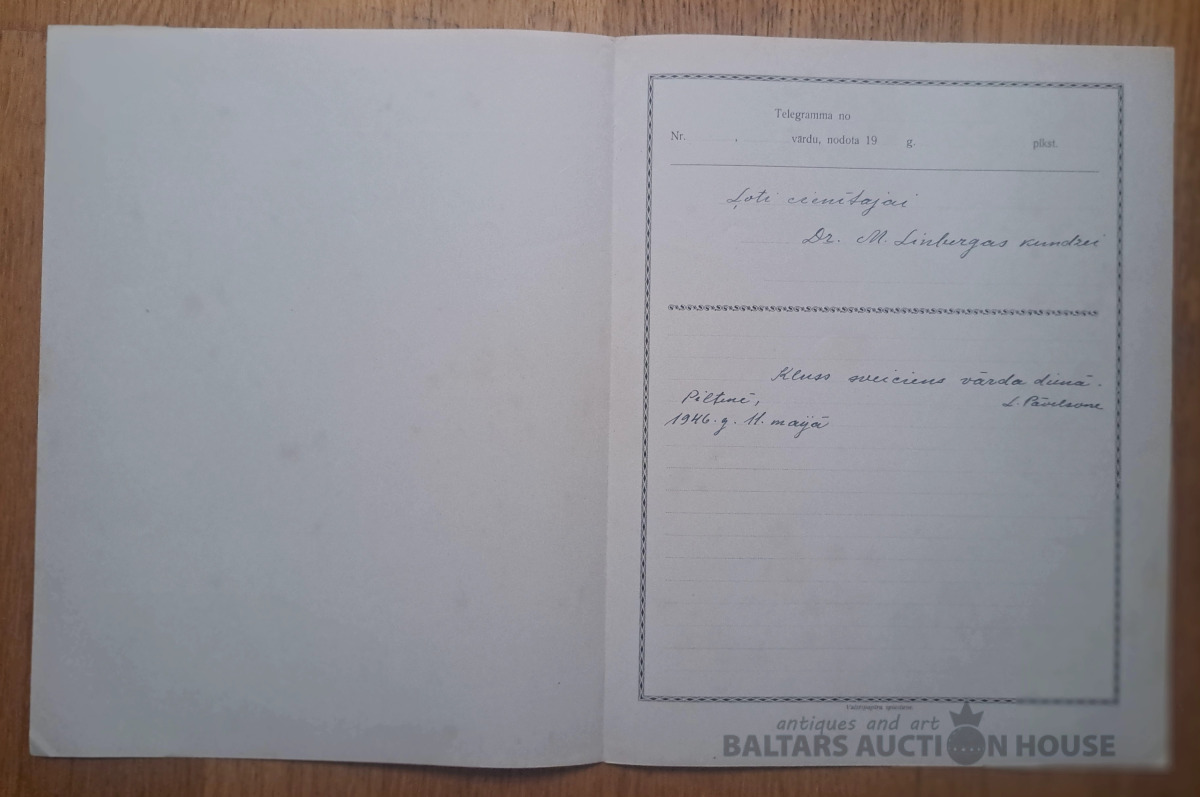 Telegramma no
Nr. , vārdu, nodota 19 g. plkst.
Ļoti cienītajai
Dr. M. Linbergas kundzei
Kluss sveiciens vārda dienā.
Piltenē, L. Pāvelsone
1946. g. 11. maijā
antiques and art
BALTARS AUCTION HOUSE